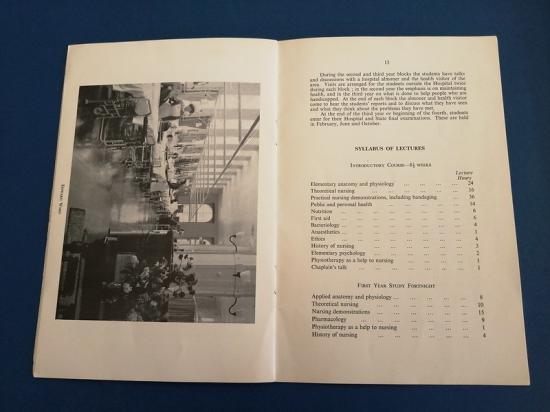 13
During the second and third year block the students have talks
and discussions with a hospital almoner and the health visitor of the
area. Visits are arranged for the students outside the Hospital twice
during each block ; in the second year the emphasis is on maintaining
health, and in the third year on what is done to help people who are
handicapped. At the end of each block the almoner and health visitor
come to hear the students' reports and to discuss what they have seen
and what they think about the problems they have met.
At the end of the third year or beginning of the fourth, students
enter for their Hospital and State final examinations. These are held
in February, June and October.
SYLLABUS OF LECTURES
INTRODUCTORY COURSE—8½ WEEKS
Lecture
Hours
Elementary anatomy and physiology ... ... ... ... 24
Theoretical nursing ... ... ... ... ... ... 16
Practical nursing demonstrations, including bandaging ... ... 36
Public and personal health ... ... ... ... ... 14
Nutrition ... ... ... ... ... ... ... 6
First aid ... ... ... ... ... ... ... 6
Bacteriology ... ... ... ... ... ... ... 4
Anaesthetics ... ... ... ... ... ... ... 1
Ethics ... ... ... ... ... ... ... 4
History of nursing ... ... ... ... ... ... 3
Elementary psychology ... ... ... ... ... 2
Physiotherapy as a help to nursing ... ... ... ... 1
Chaplain's talk ... ... ... ... ... ... 1
FIRST YEAR STUDY FORTNIGHT
Applied anatomy and physiology ... ... ... ... 8
Theoretical nursing ... ... ... ... ... 10
Nursing demonstrations ... ... ... ... ... 15
Pharmacology ... ... ... ... ... ... 9
Physiotherapy as a help to nursing ... ... ... ... 1
History of nursing ... ... ... ... ... 4